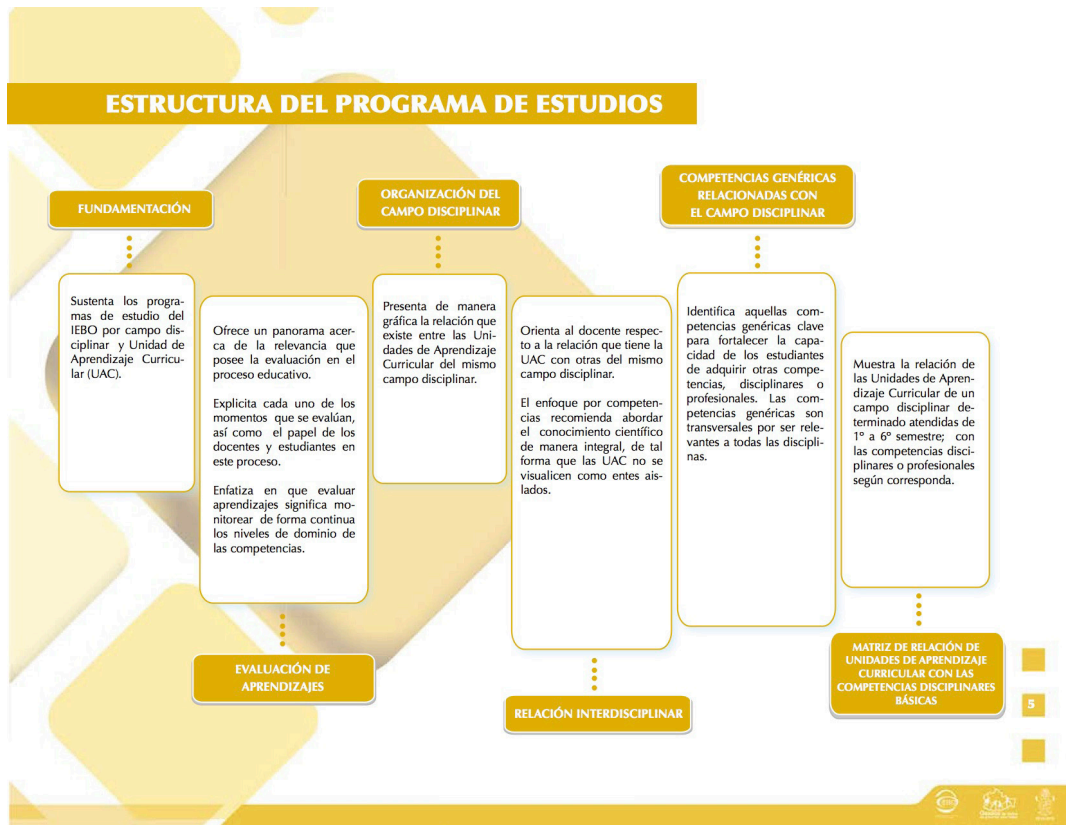 ESTRUCTURA DEL PROGRAMA DE ESTUDIOS
FUNDAMENTACIÓN
Sustenta los progra-
mas de estudio del
IEBO por campo dis-
ciplinar y Unidad de
Aprendizaje Curricu-
lar (UAC).
Ofrece un panorama acer-
ca de la relevancia que
posee la evaluación en el
proceso educativo.
Explicita cada uno de los
momentos que se evalúan,
así como el papel de los
docentes y estudiantes en
este proceso.
Enfatiza en que evaluar
aprendizajes significa mo-
nitorear de forma continua
los niveles de dominio de
las competencias.
EVALUACIÓN DE
APRENDIZAJES
ORGANIZACIÓN DEL
CAMPO DISCIPLINAR
Presenta de manera
gráfica la relación que
existe entre las Uni-
dades de Aprendizaje
Curricular del mismo
campo disciplinar.
Orienta al docente respec-
to a la relación que tiene la
UAC con otras del mismo
campo disciplinar.
El enfoque por competen-
cias recomienda abordar
el conocimiento científico
de manera integral, de tal
forma que las UAC no se
visualicen como entes ais-
lados.
RELACIÓN INTERDISCIPLINAR
COMPETENCIAS GENÉRICAS
RELACIONADAS CON
EL CAMPO DISCIPLINAR
Identifica aquellas com-
petencias genéricas clave
para fortalecer la capa-
cidad de los estudiantes
de adquirir otras compe-
tencias, disciplinares o
profesionales. Las com-
petencias genéricas son
transversales por ser rele-
vantes a todas las discipli-
nas.
Muestra la relación de
las Unidades de Apren-
dizaje Curricular de un
campo disciplinar de-
terminado atendidas de
1º a 6º semestre; con
las competencias disci-
plinares o profesionales
según corresponda.
MATRIZ DE RELACIÓN DE
UNIDADES DE APRENDIZAJE
CURRICULAR CON LAS
COMPETENCIAS DISCIPLINARES
BÁSICAS
5